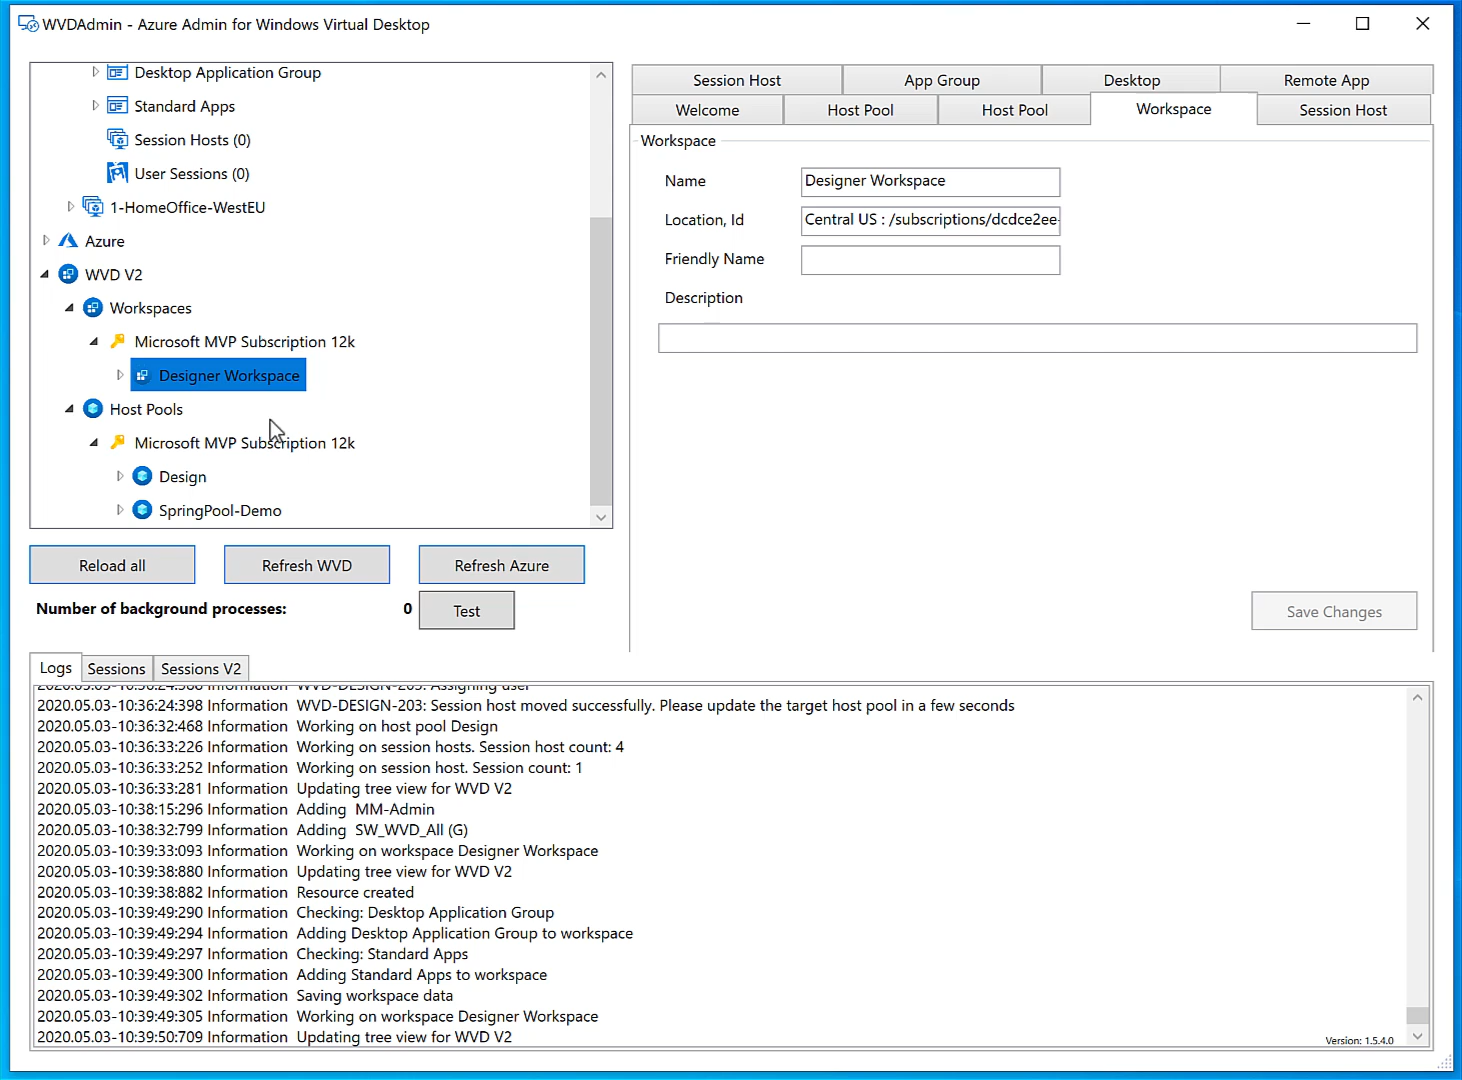 WVDAdmin - Azure Admin for Windows Virtual Desktop
Desktop Application Group
Standard Apps
Session Hosts (0)
User Sessions (0)
1-HomeOffice-WestEU
Azure
WVD V2
Workspaces
Microsoft MVP Subscription 12k
Designer Workspace
Host Pools
Microsoft MVP Subscription 12k
Design
SpringPool-Demo
Reload all
Refresh WVD
Refresh Azure
Number of background processes: 0
Test
Session Host
App Group
Desktop
Remote App
Welcome
Host Pool
Host Pool
Workspace
Session Host
Workspace
Name
Designer Workspace
Location, Id
Central US : /subscriptions/dcdce2ee-
Friendly Name
Description
Save Changes
Logs
Sessions
Sessions V2
2020.05.03-10:36:24:388 Information WVD-DESIGN-203: Assigning user
2020.05.03-10:36:24:398 Information WVD-DESIGN-203: Session host moved successfully. Please update the target host pool in a few seconds
2020.05.03-10:36:32:468 Information Working on host pool Design
2020.05.03-10:36:33:226 Information Working on session hosts. Session host count: 4
2020.05.03-10:36:33:252 Information Working on session host. Session count: 1
2020.05.03-10:36:33:281 Information Updating tree view for WVD V2
2020.05.03-10:38:15:296 Information Adding MM-Admin
2020.05.03-10:38:32:799 Information Adding SW_WVD_All (G)
2020.05.03-10:39:33:093 Information Working on workspace Designer Workspace
2020.05.03-10:39:38:880 Information Updating tree view for WVD V2
2020.05.03-10:39:38:882 Information Resource created
2020.05.03-10:39:49:290 Information Checking: Desktop Application Group
2020.05.03-10:39:49:294 Information Adding Desktop Application Group to workspace
2020.05.03-10:39:49:297 Information Checking: Standard Apps
2020.05.03-10:39:49:300 Information Adding Standard Apps to workspace
2020.05.03-10:39:49:302 Information Saving workspace data
2020.05.03-10:39:49:305 Information Working on workspace Designer Workspace
2020.05.03-10:39:50:709 Information Updating tree view for WVD V2
Version: 1.5.4.0